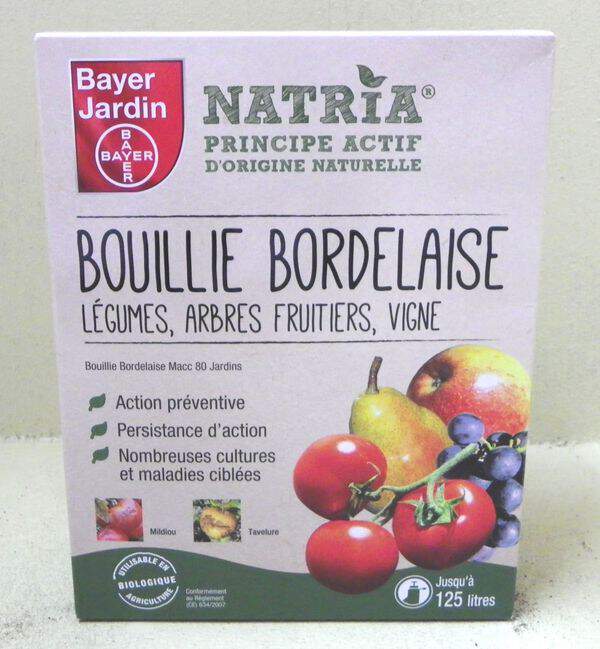 Bayer
Jardin
BAYER
BAYER
NATRIA®
PRINCIPE ACTIF
D'ORIGINE NATURELLE
BOUILLIE BORDELAISE
LÉGUMES, ARBRES FRUITIERS, VIGNE
Bouillie Bordelaise Macc 80 Jardins
Action préventive
Persistance d'action
Nombreuses cultures
et maladies ciblées
Mildiou
Tavelure
UTILISABLE EN
BIOLOGIQUE
AGRICULTURE
Conformément
au Règlement
(CE) 834/2007
Jusqu'à
125 litres